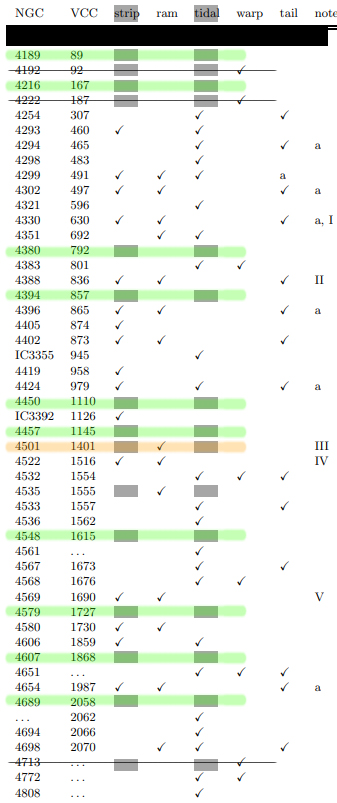 NGC VCC strip ram tidal warp tail note
4189 89
4192 92 ✓
4216 167
4222 187 ✓
4254 307 ✓ ✓
4293 460 ✓ ✓
4294 465 ✓ ✓ a
4298 483 ✓
4299 491 ✓ ✓ ✓ a
4302 497 ✓ ✓ ✓ a
4321 596 ✓
4330 630 ✓ ✓ ✓ a, I
4351 692 ✓ ✓
4380 792
4383 801 ✓ ✓
4388 836 ✓ ✓ ✓ II
4394 857
4396 865 ✓ ✓ ✓ a
4405 874 ✓
4402 873 ✓ ✓ ✓
IC3355 945 ✓
4419 958 ✓
4424 979 ✓ ✓ ✓ a
4450 1110
IC3392 1126 ✓
4457 1145
4501 1401 ✓ III
4522 1516 ✓ ✓ IV
4532 1554 ✓ ✓ ✓
4535 1555 ✓
4533 1557 ✓ ✓
4536 1562 ✓
4548 1615
4561 ... ✓
4567 1673 ✓ ✓
4568 1676 ✓ ✓
4569 1690 ✓ ✓ V
4579 1727
4580 1730 ✓ ✓
4606 1859 ✓ ✓
4607 1868
4651 ... ✓ ✓ ✓
4654 1987 ✓ ✓ ✓ a
4689 2058
... 2062 ✓
4694 2066 ✓
4698 2070 ✓ ✓ ✓
4713 ... ✓
4772 ... ✓ ✓
4808 ... ✓